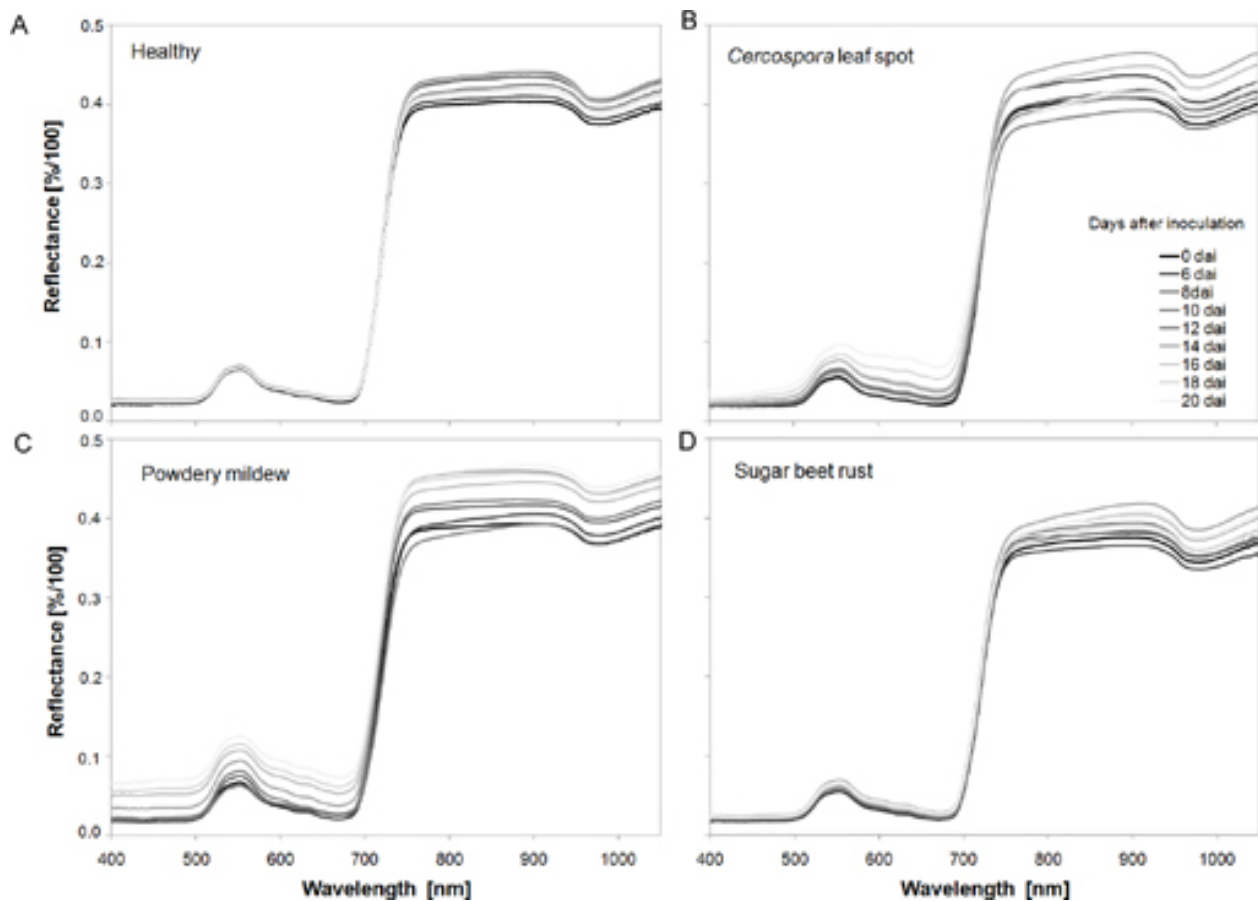 A
B
0.5
Healthy
Cercospora leaf spot
0.4
0.3
0.2
0.1
0.0
Reflectance [%/100]
Days after inoculation
0 dai
6 dai
8dai
10 dai
12 dai
14 dai
16 dai
18 dai
20 dai
C
D
0.5
Powdery mildew
Sugar beet rust
0.4
0.3
0.2
0.1
0.0
Reflectance [%/100]
400 500 600 700 800 900 1000
400 500 600 700 800 900 1000
Wavelength [nm]
Wavelength [nm]